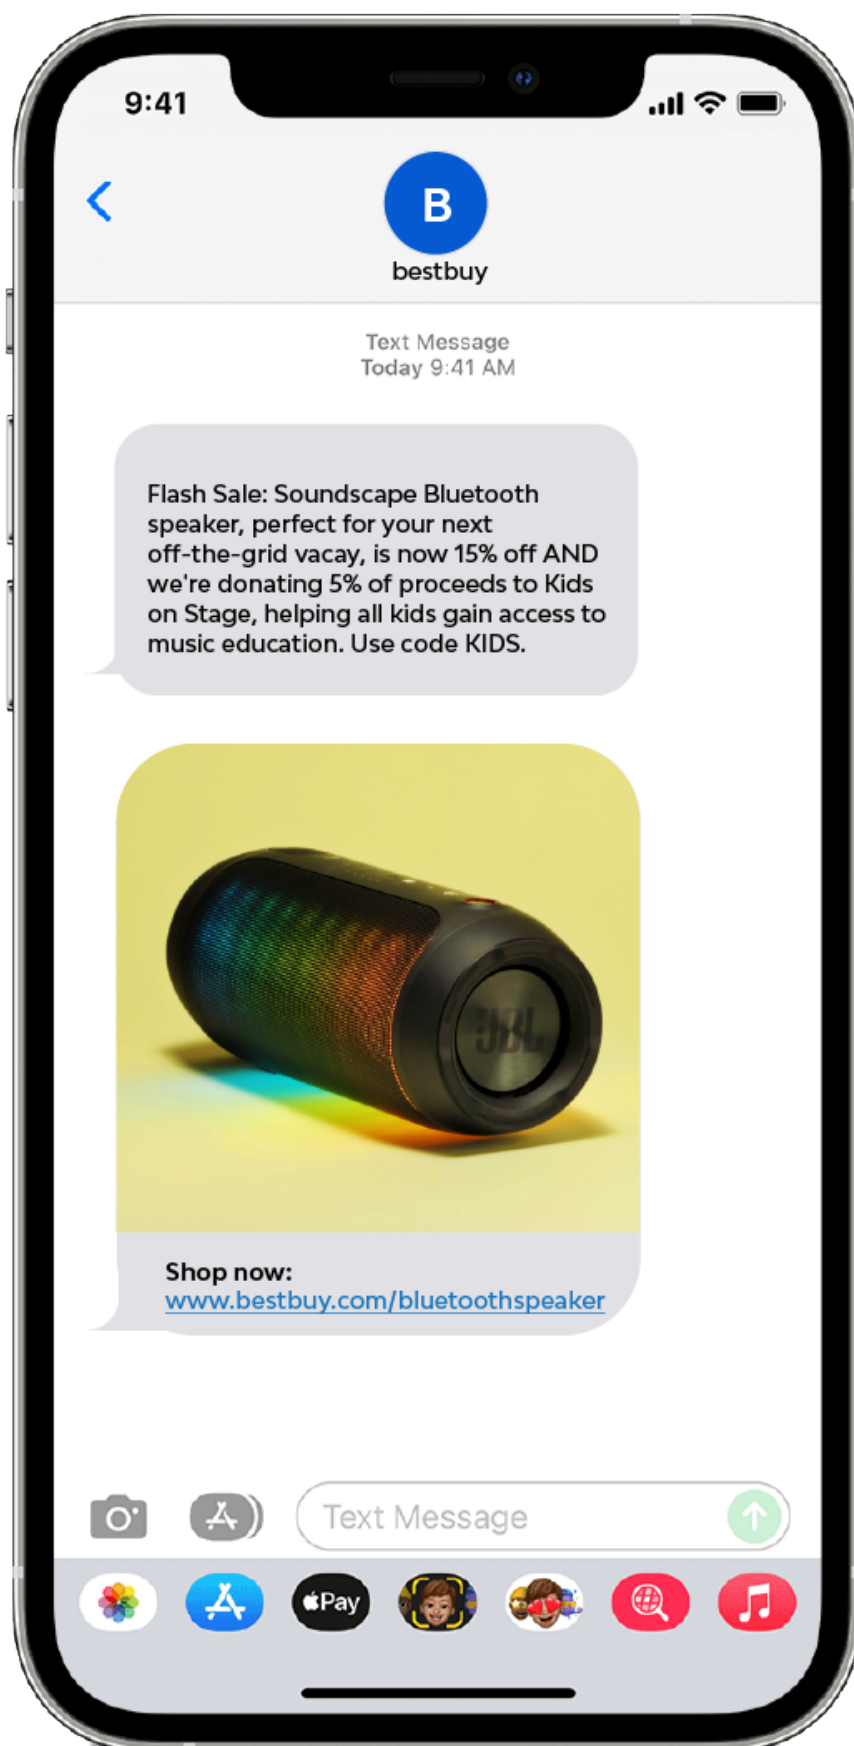 9:41
B
bestbuy
Text Message
Today 9:41 AM
Flash Sale: Soundscape Bluetooth
speaker, perfect for your next
off-the-grid vacay, is now 15% off AND
we're donating 5% of proceeds to Kids
on Stage, helping all kids gain access to
music education. Use code KIDS.
JBL
Shop now:
www.bestbuy.com/bluetoothspeaker
Text Message
Pay